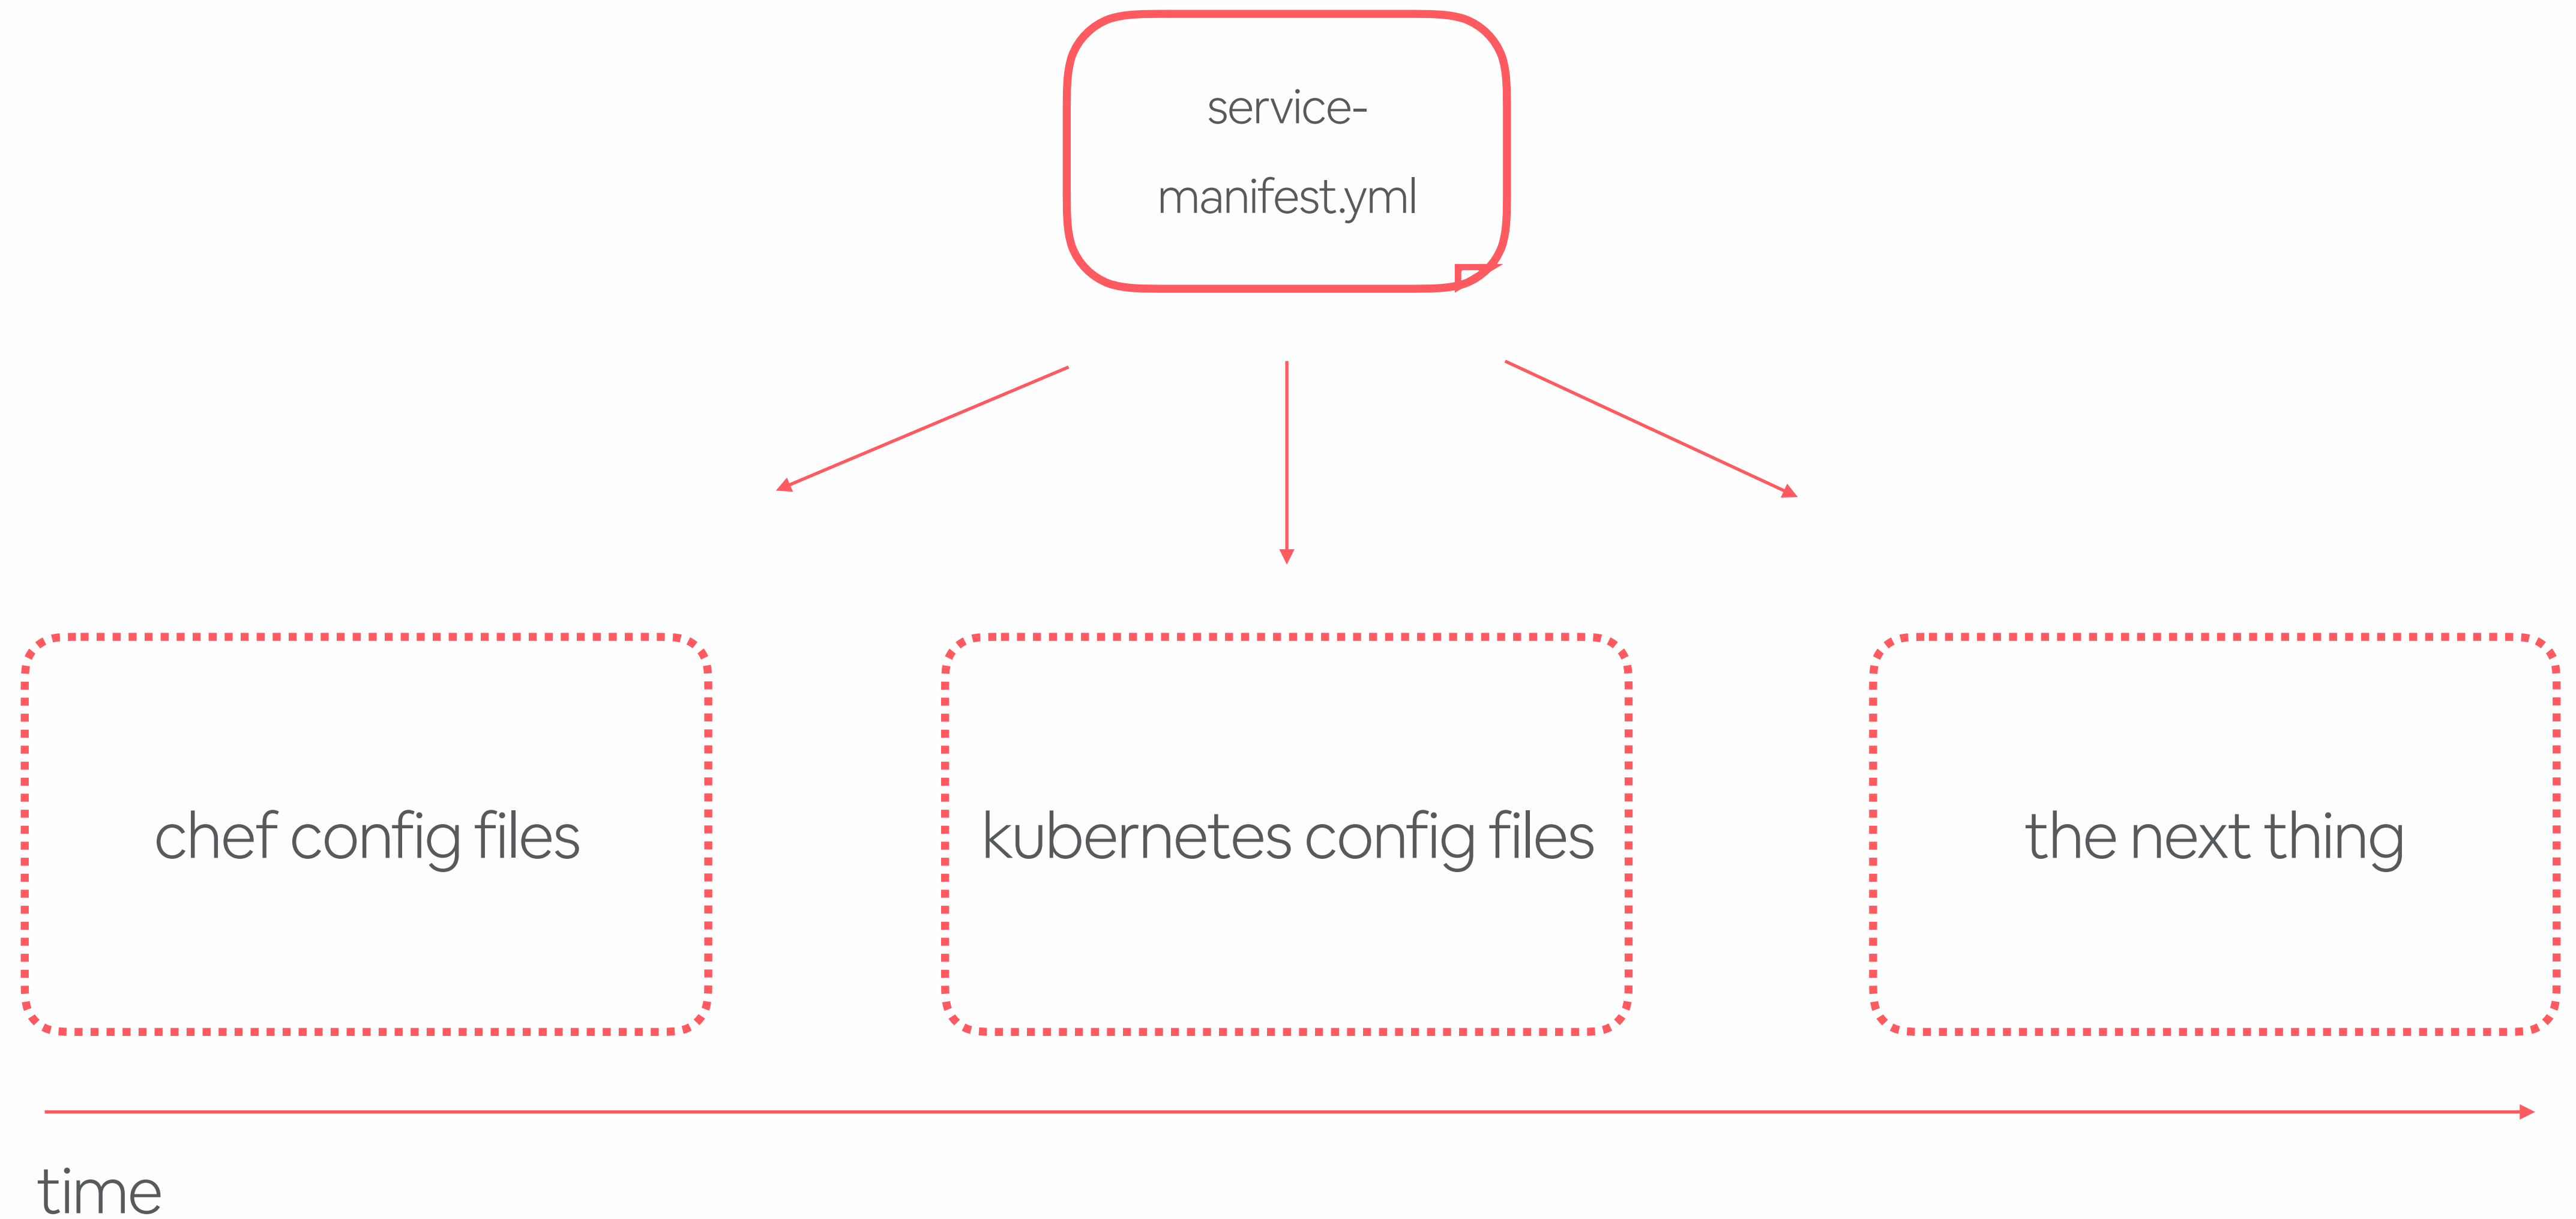 service-
manifest.yml
chef config files
kubernetes config files
the next thing
time